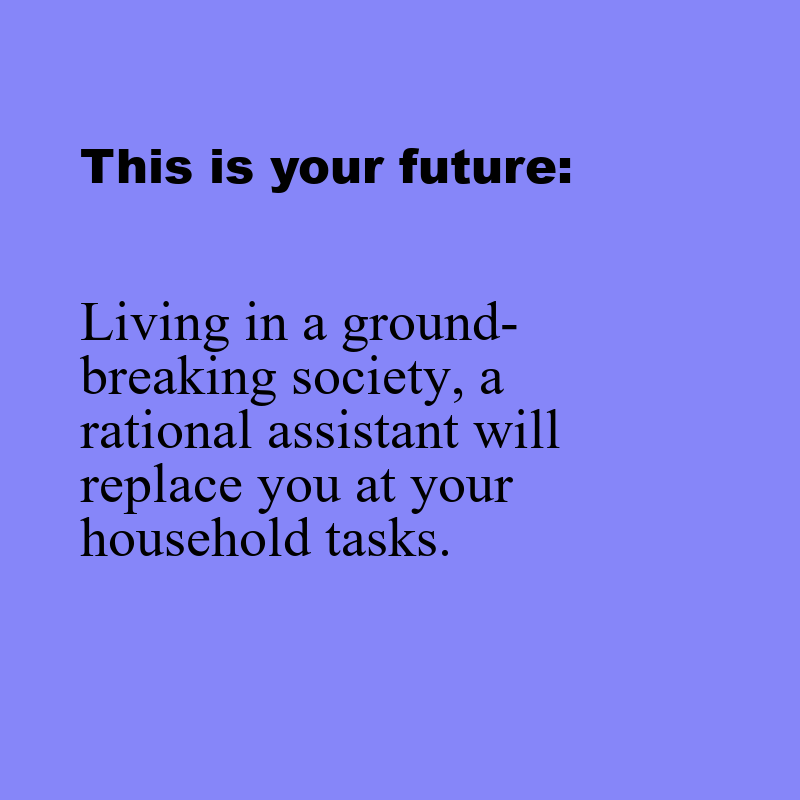 This is your future:
Living in a ground-
breaking society, a
rational assistant will
replace you at your
household tasks.